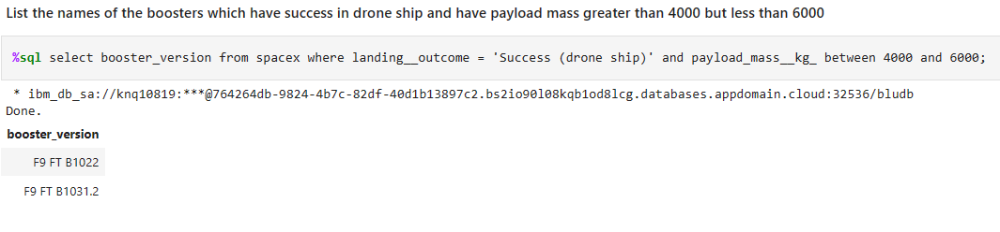 List the names of the boosters which have success in drone ship and have payload mass greater than 4000 but less than 6000
%sql select booster_version from spacex where landing__outcome = 'Success (drone ship)' and payload_mass__kg_ between 4000 and 6000;
* ibm_db_sa://knq10819:***@764264db-9824-4b7c-82df-40d1b13897c2.bs2io90l08kqb1od8lcg.databases.appdomain.cloud:32536/bludb
Done.
booster_version
F9 FT B1022
F9 FT B1031.2